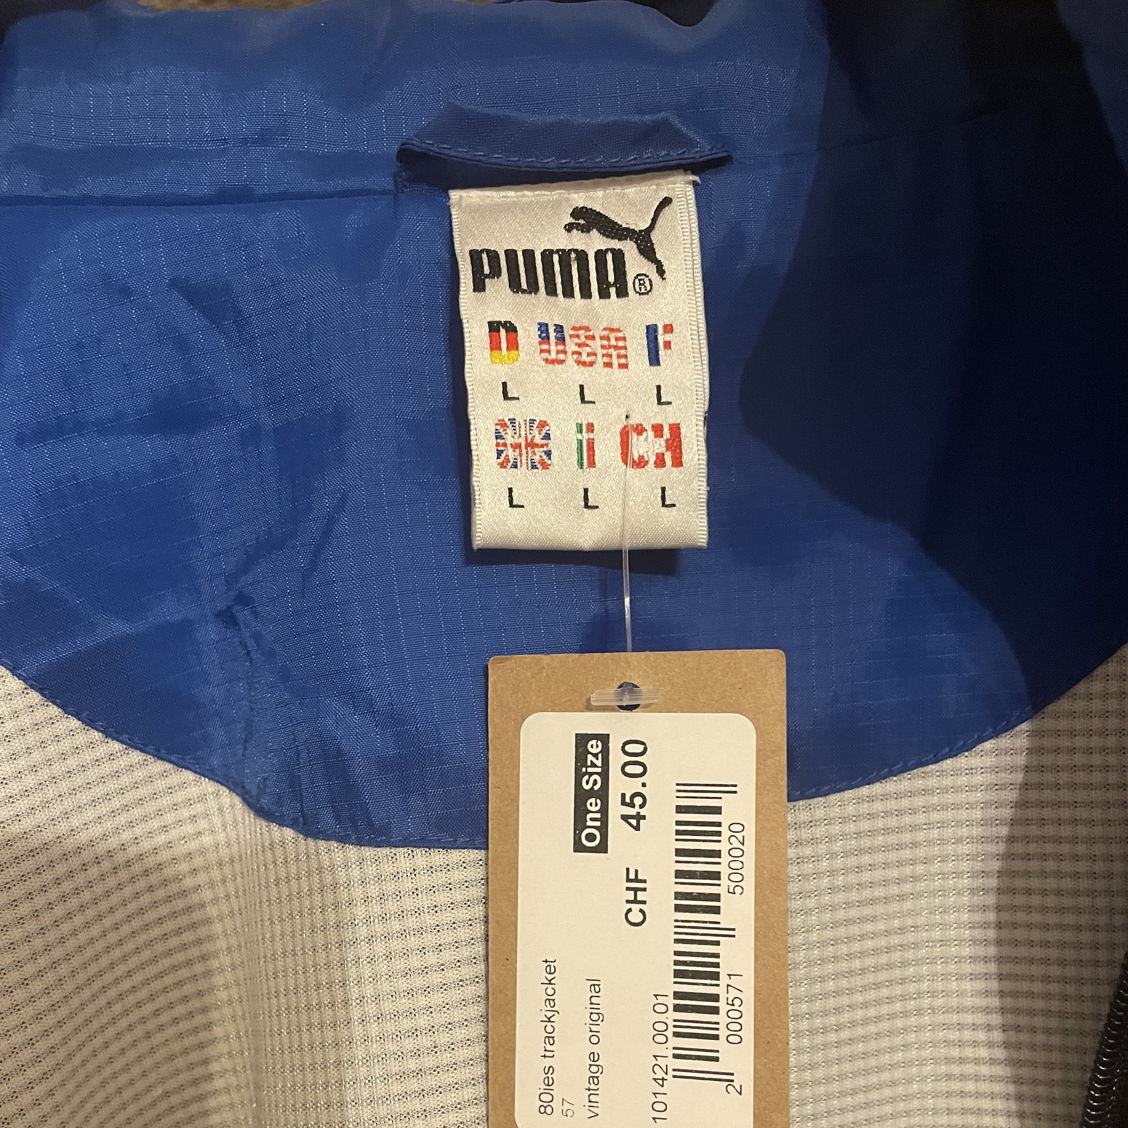 PUMA®
D USA F
L L L
I CH
L L L
One Size
CHF 45.00
80ies trackjacket
57
vintage original
101421.00.01
2 000571 500020